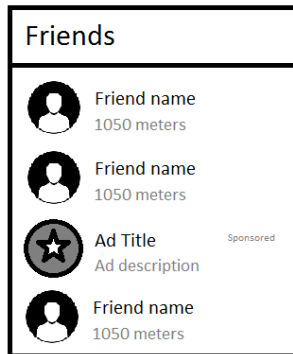 Friends
Friend name
1050 meters
Friend name
1050 meters
Ad Title
Sponsored
Ad description
Friend name
1050 meters